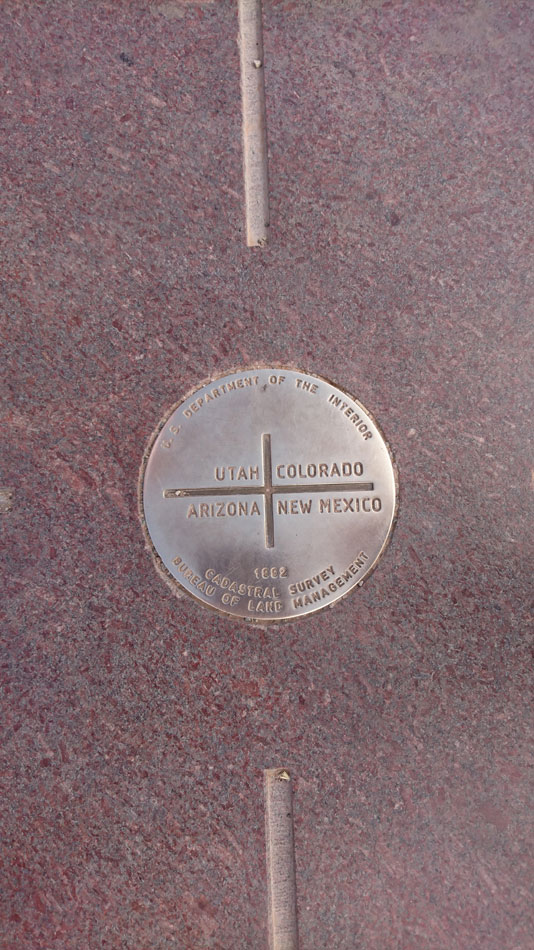 U.S. DEPARTMENT OF THE INTERIOR
UTAH COLORADO
ARIZONA NEW MEXICO
1992
CADASTRAL SURVEY
BUREAU OF LAND MANAGEMENT